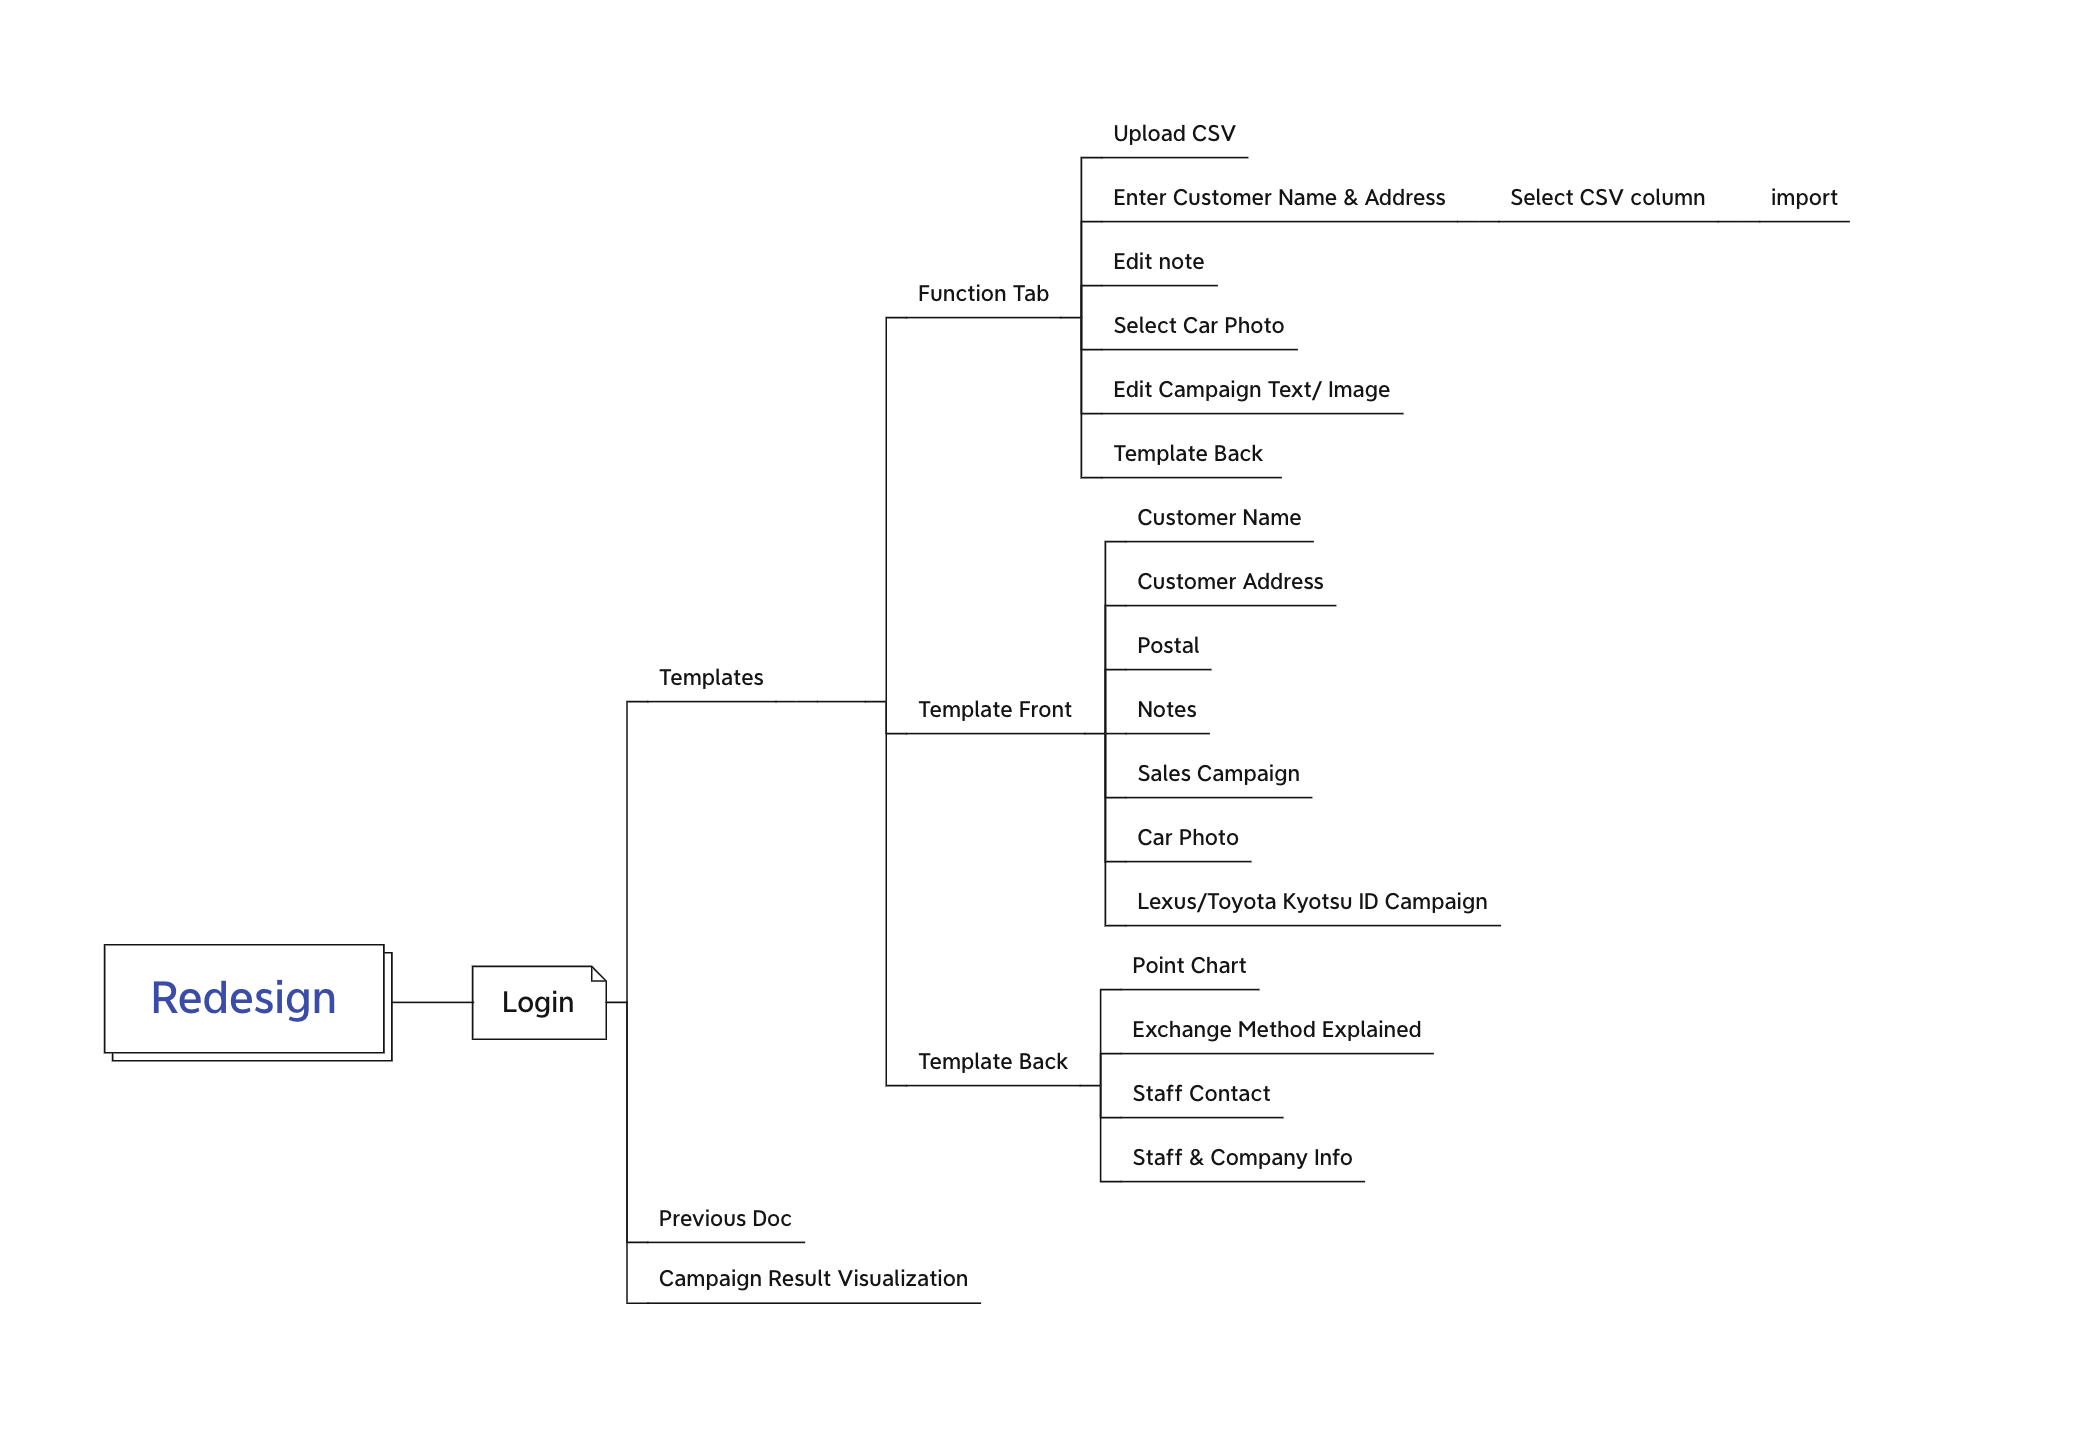 Upload CSV
Enter Customer Name & Address
Select CSV column
import
Edit note
Function Tab
Select Car Photo
Edit Campaign Text/ Image
Template Back
Customer Name
Customer Address
Postal
Templates
Template Front
Notes
Sales Campaign
Car Photo
Lexus/Toyota Kyotsu ID Campaign
Point Chart
Redesign
Login
Exchange Method Explained
Template Back
Staff Contact
Staff & Company Info
Previous Doc
Campaign Result Visualization